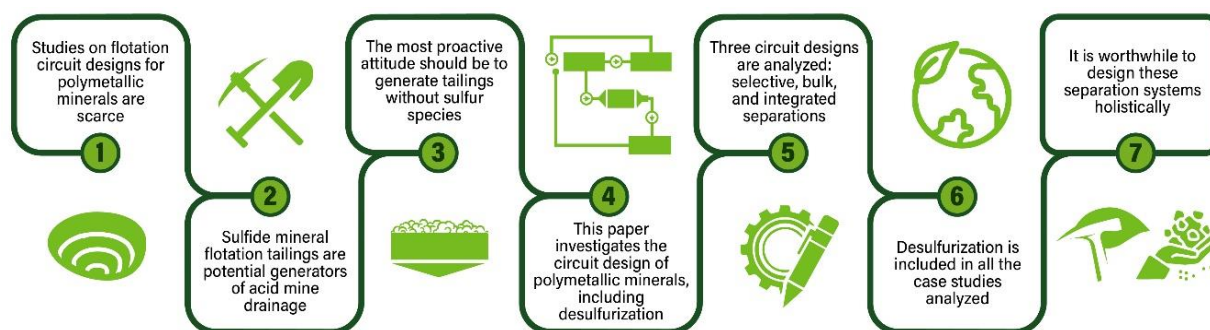 Studies on flotation
circuit designs for
polymetallic
minerals are
scarce
1
2
Sulfide mineral
flotation tailings are
potential generators
of acid mine
drainage
The most proactive
attitude should be to
generate tailings
without sulfur
species
3
4
This paper
investigates the
circuit design of
polymetallic minerals,
including
desulfurization
Three circuit designs
are analyzed:
selective, bulk,
and integrated
separations
5
6
Desulfurization is
included in all the
case studies
analyzed
It is worthwhile to
design these
separation systems
holistically
7